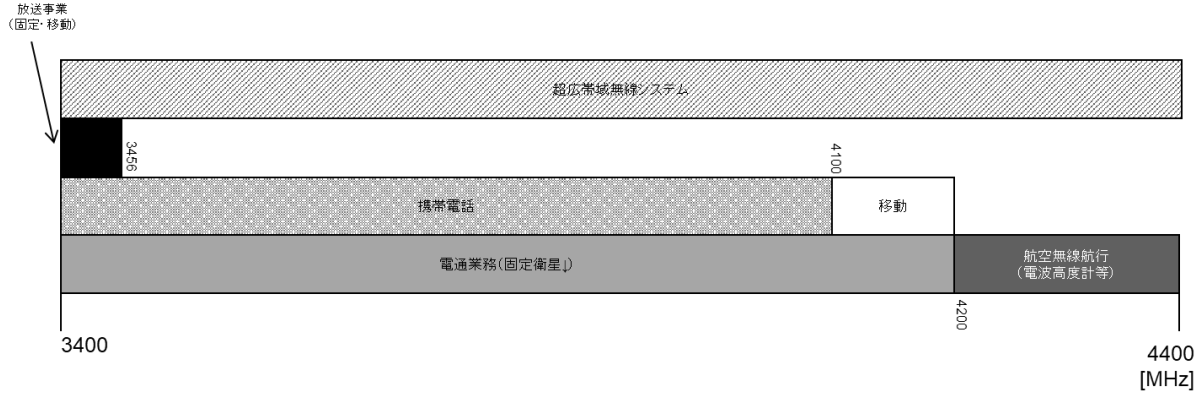 放送事業
（固定・移動）
超広帯域無線システム
3456
4100
携帯電話
移動
電通業務（固定衛星↓）
航空無線航行
（電波高度計等）
4200
3400
4400
[MHz]